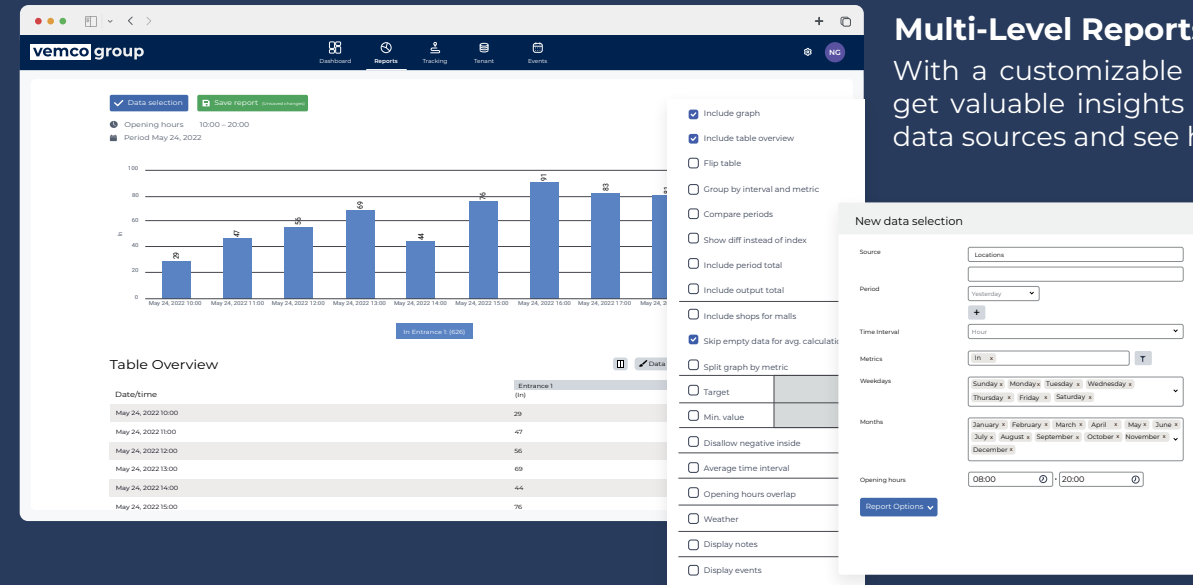 vemco group
Dashboard Reports Tracking Tenant Events
NG
Multi-Level Reports
With a customizable
get valuable insights
data sources and see h
Data selection Save report (Unsaved changes)
Opening hours 10:00 – 20:00
Period May 24, 2022
100
80
60
40
20
0
In
29 47 56 69 44 76 91 83 81
May 24, 2022 10:00 May 24, 2022 11:00 May 24, 2022 12:00 May 24, 2022 13:00 May 24, 2022 14:00 May 24, 2022 15:00 May 24, 2022 16:00 May 24, 2022 17:00 May 24, 2
In Entrance 1: (626)
Table Overview
Data
Date/time
Entrance 1
(In)
May 24, 2022 10:00 29
May 24, 2022 11:00 47
May 24, 2022 12:00 56
May 24, 2022 13:00 69
May 24, 2022 14:00 44
May 24, 2022 15:00 76
Include graph
Include table overview
Flip table
Group by interval and metric
Compare periods
Show diff instead of index
Include period total
Include output total
Include shops for malls
Skip empty data for avg. calculatio
Split graph by metric
Target
Min. value
Disallow negative inside
Average time interval
Opening hours overlap
Weather
Display notes
Display events
New data selection
Source Locations
Period Yesterday
+
Time Interval Hour
Metrics In x T
Weekdays Sunday x Monday x Tuesday x Wednesday x
Thursday x Friday x Saturday x
Months January x February x March x April x May x June x
July x August x September x October x November x
December x
Opening hours 08:00 - 20:00
Report Options